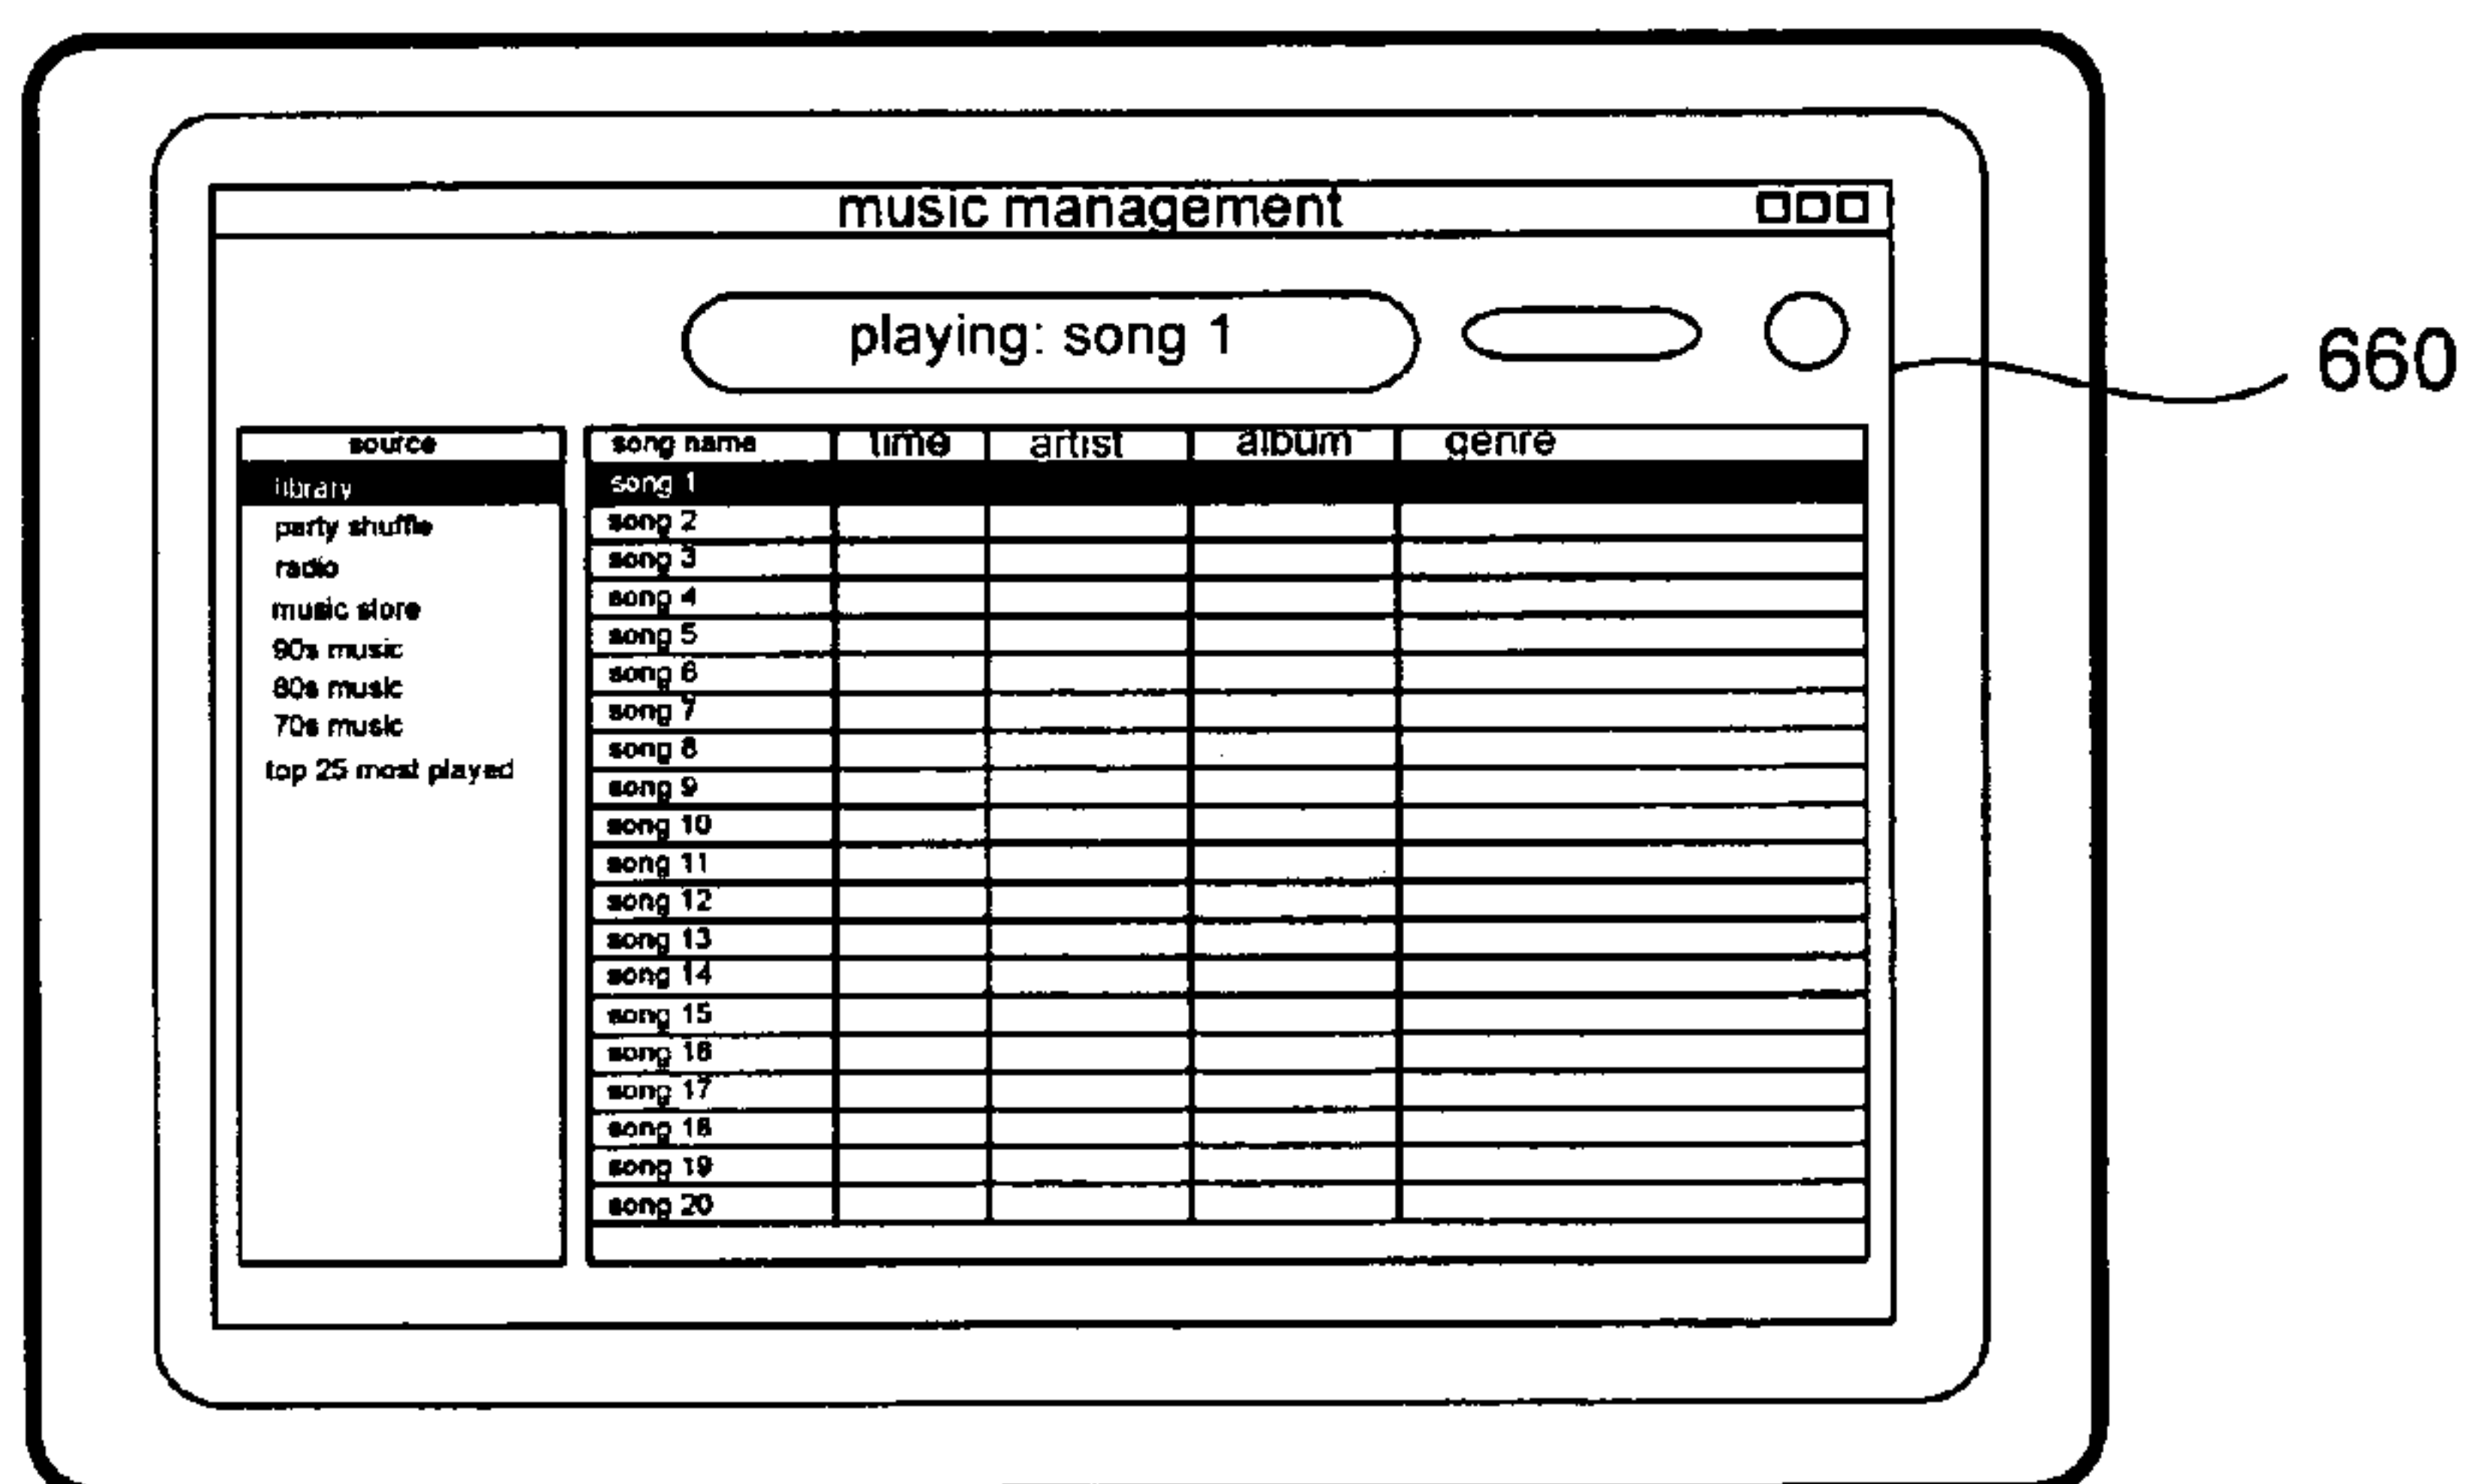 music management
playing: song 1
660
source
library
party shuffle
radio
music store
90s music
80s music
70s music
top 25 most played
song name time artist album genre
song 1
song 2
song 3
song 4
song 5
song 6
song 7
song 8
song 9
song 10
song 11
song 12
song 13
song 14
song 15
song 16
song 17
song 18
song 19
song 20